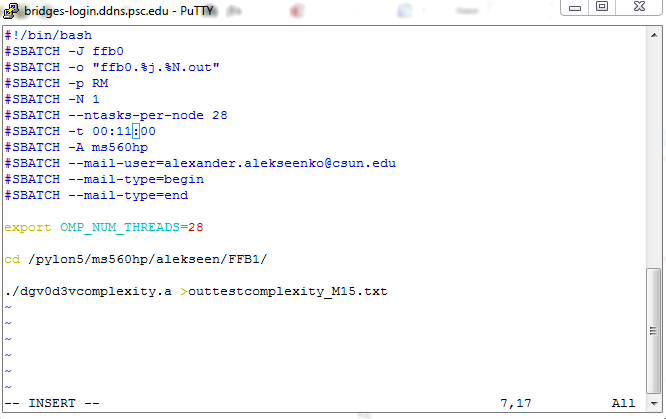 bridges-login.ddns.psc.edu - PuTTY
#!/bin/bash
#SBATCH -J ffb0
#SBATCH -o "ffb0.%j.%N.out"
#SBATCH -p RM
#SBATCH -N 1
#SBATCH --ntasks-per-node 28
#SBATCH -t 00:11:00
#SBATCH -A ms560hp
#SBATCH --mail-user=alexander.alekseenko@csun.edu
#SBATCH --mail-type=begin
#SBATCH --mail-type=end
export OMP_NUM_THREADS=28
cd /pylon5/ms560hp/alekseen/FFB1/
./dgv0d3vcomplexity.a >outtestcomplexity_M15.txt
~
~
~
~
~
~
-- INSERT -- 7,17 All